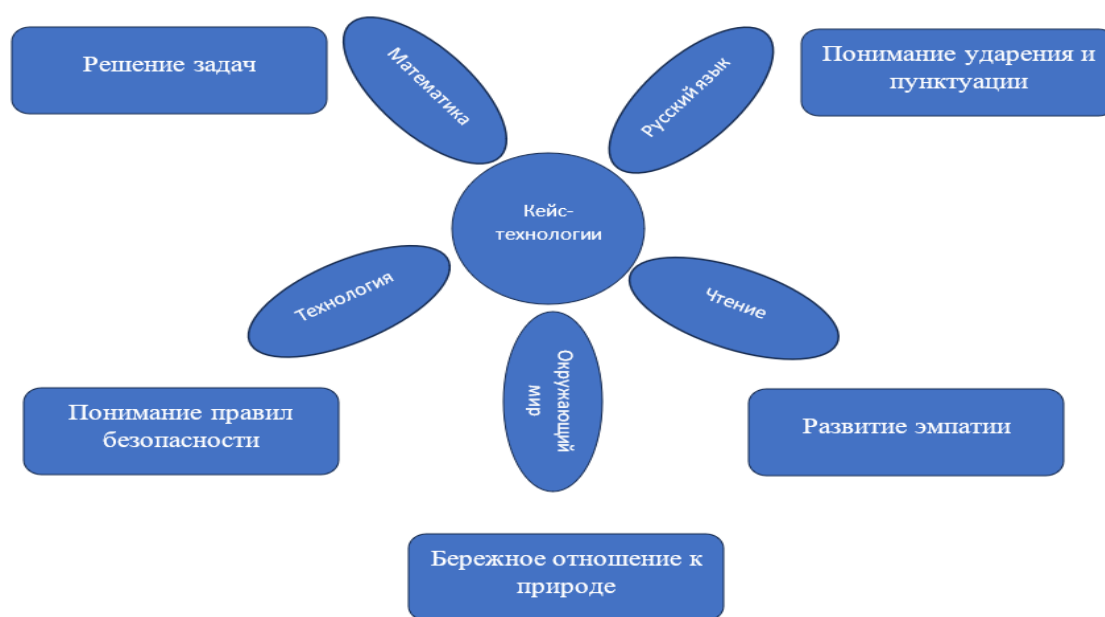 Решение задач
Математика
Русский язык
Понимание ударения и
пунктуации
Кейс-
технологии
Технология
Чтение
Окружающий
мир
Понимание правил
безопасности
Развитие эмпатии
Бережное отношение к
природе